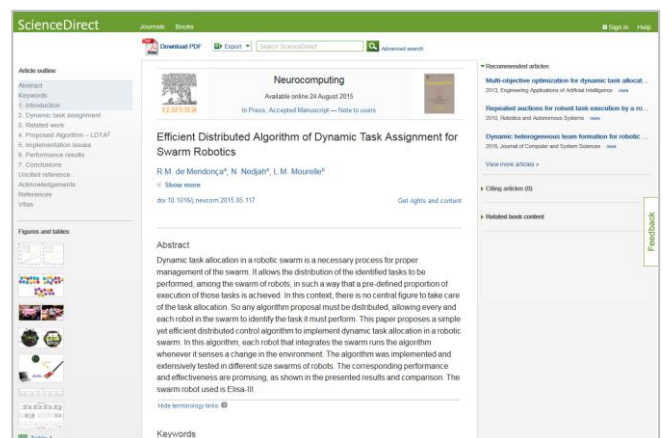 ScienceDirect
Journals Books
Sign in Help
Download PDF
Export
Search ScienceDirect
Advanced search
Article outline
Abstract
Keywords
1. Introduction
2. Dynamic task assignment
3. Related work
4. Proposed Algorithm – LDTA
5. Implementation issues
6. Performance results
7. Conclusions
Uncited reference
Acknowledgements
References
Vitae
Figures and tables
Table 1
ELSEVIER
Neurocomputing
Available online 24 August 2015
In Press, Accepted Manuscript — Note to users
Efficient Distributed Algorithm of Dynamic Task Assignment for
Swarm Robotics
R.M. de Mendonçaª, N. Nedjahª, L.M. Mourelleᵇ
Show more
doi:10.1016/j.neucom.2015.05.117
Get rights and content
Abstract
Dynamic task allocation in a robotic swarm is a necessary process for proper
management of the swarm. It allows the distribution of the identified tasks to be
performed, among the swarm of robots, in such a way that a pre-defined proportion of
execution of those tasks is achieved. In this context, there is no central figure to take care
of the task allocation. So any algorithm proposal must be distributed, allowing every and
each robot in the swarm to identify the task it must perform. This paper proposes a simple
yet efficient distributed control algorithm to implement dynamic task allocation in a robotic
swarm. In this algorithm, each robot that integrates the swarm runs the algorithm
whenever it senses a change in the environment. The algorithm was implemented and
extensively tested in different size swarms of robots. The corresponding performance
and effectiveness are promising, as shown in the presented results and comparison. The
swarm robot used is Elisa-III.
Hide terminology links
Keywords
Recommended articles
Multi-objective optimization for dynamic task allocat...
2013, Engineering Applications of Artificial Intelligence more
Repeated auctions for robust task execution by a ro...
2010, Robotics and Autonomous Systems more
Dynamic heterogeneous team formation for robotic ...
2015, Journal of Computer and System Sciences more
View more articles »
Citing articles (0)
Related book content
Feedback